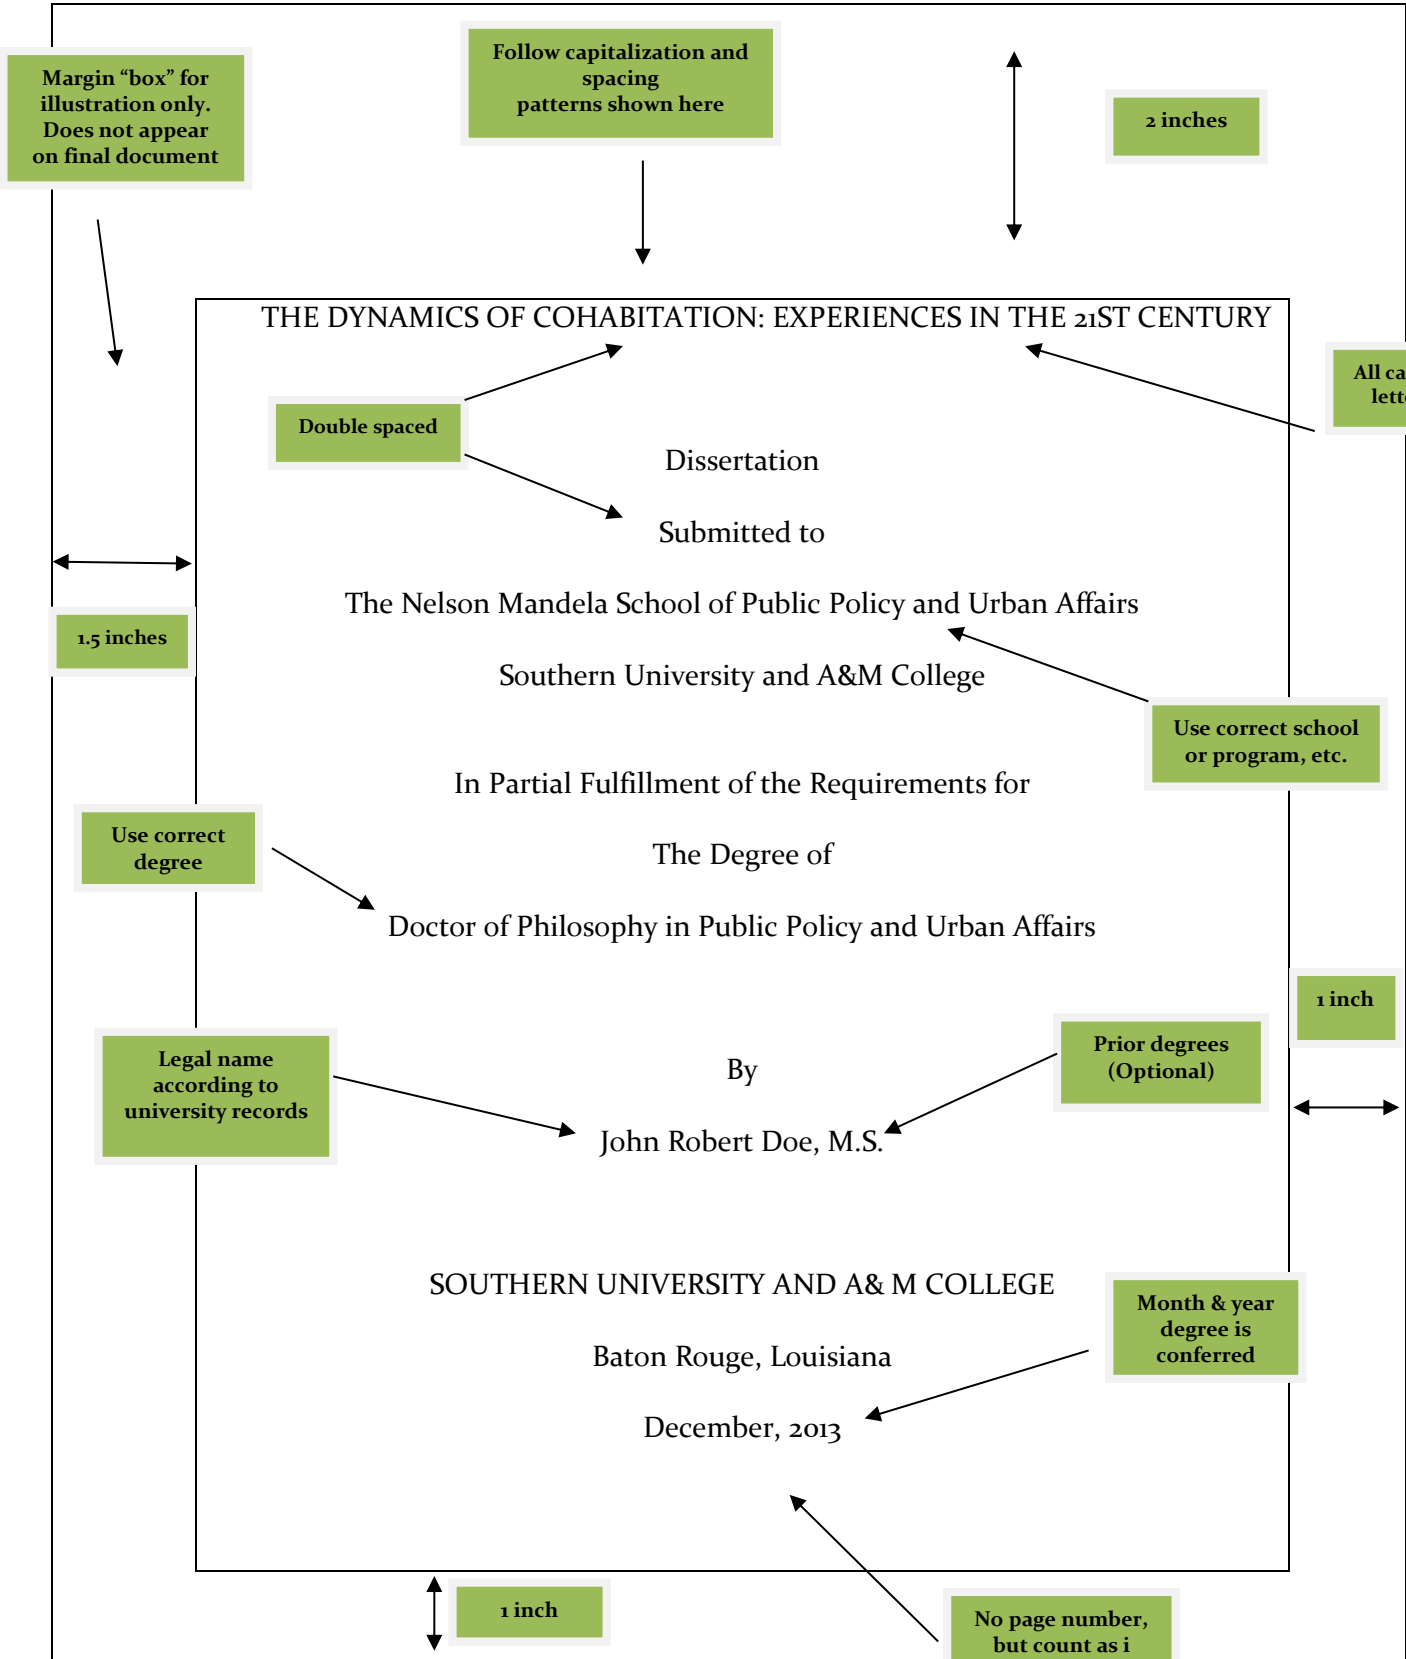 Margin “box” for
illustration only.
Does not appear
on final document
Follow capitalization and
spacing
patterns shown here
2 inches
THE DYNAMICS OF COHABITATION: EXPERIENCES IN THE 21ST CENTURY
All
Double spaced
Dissertation
Submitted to
The Nelson Mandela School of Public Policy and Urban Affairs
1.5 inches
Southern University and A&M College
Use correct school
or program, etc.
In Partial Fulfillment of the Requirements for
Use correct
degree
The Degree of
Doctor of Philosophy in Public Policy and Urban Affairs
1 inch
Legal name
according to
university records
Prior degrees
(Optional)
By
John Robert Doe, M.S.
SOUTHERN UNIVERSITY AND A& M COLLEGE
Month & year
degree is
conferred
Baton Rouge, Louisiana
December, 2013
1 inch
No page number,
but count as i